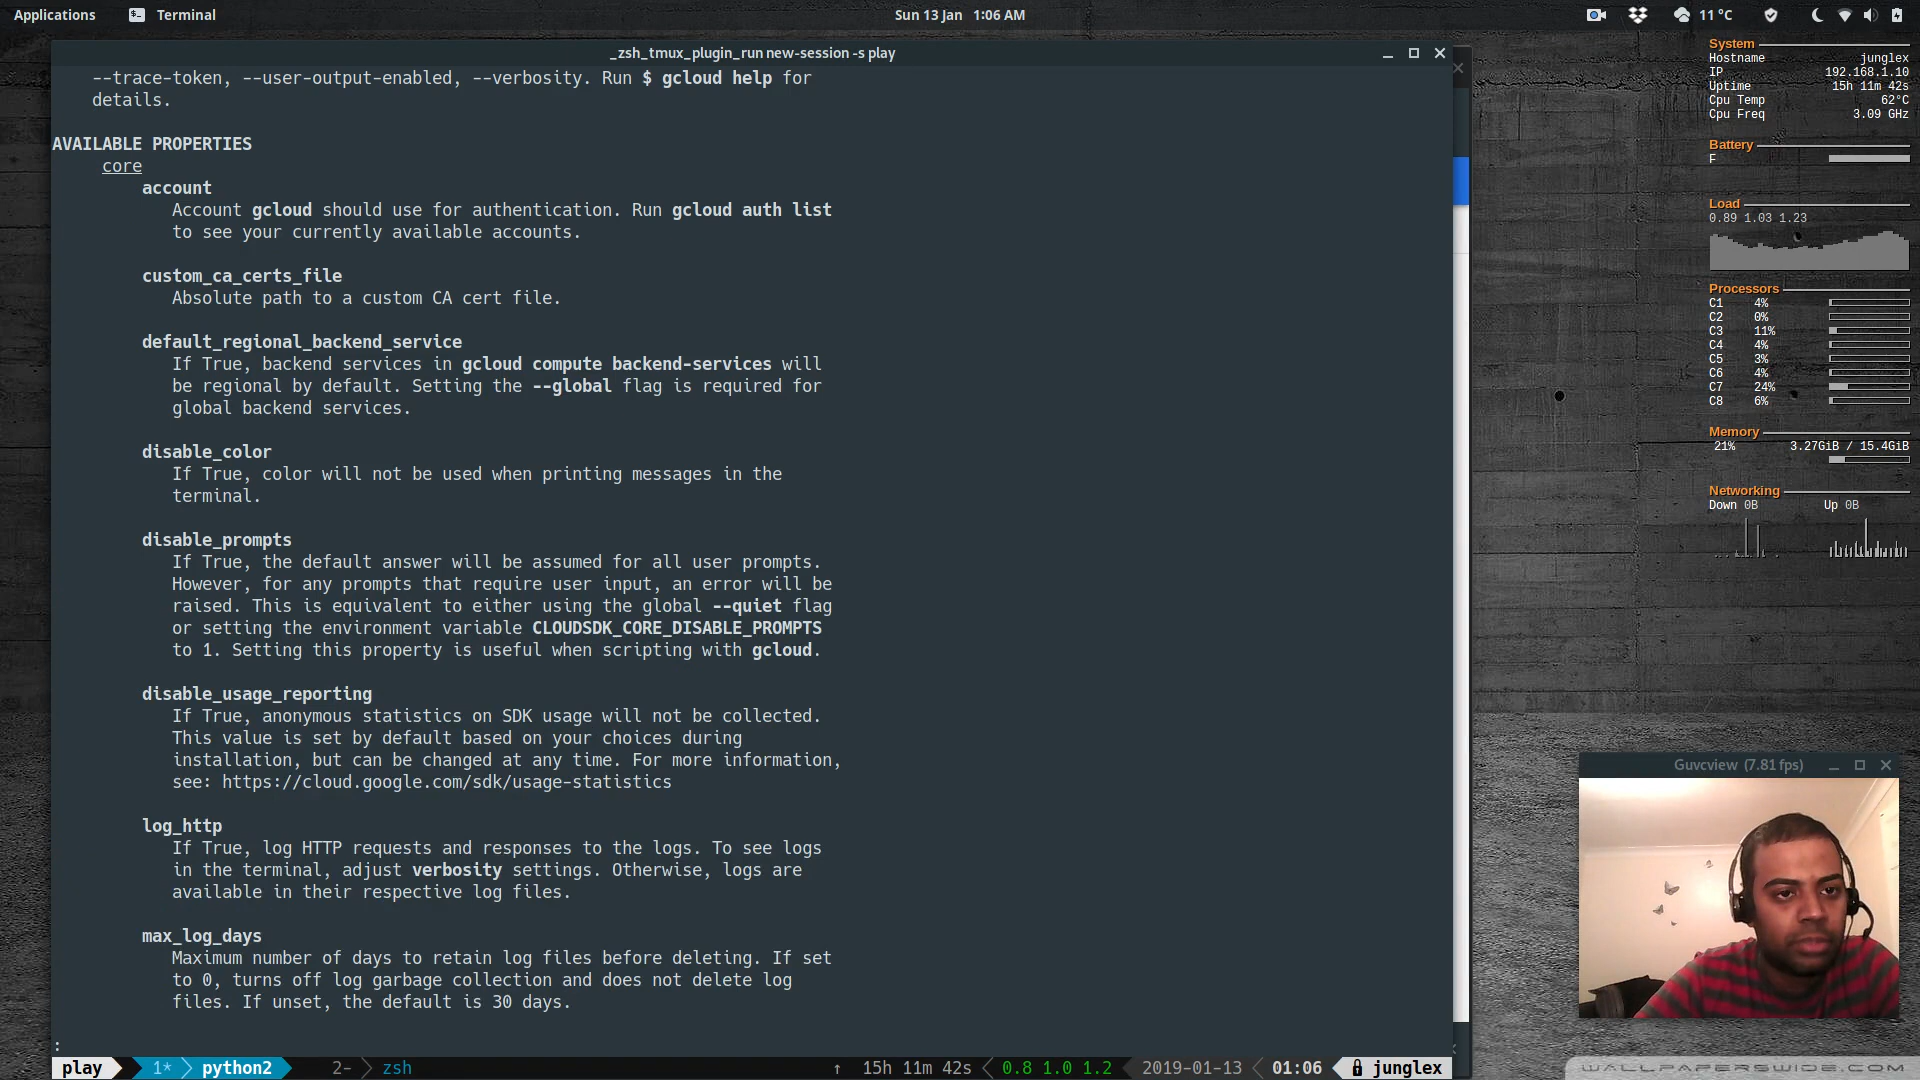 Applications Terminal Sun 13 Jan 1:06 AM 11 °C
_zsh_tmux_plugin_run new-session -s play
--trace-token, --user-output-enabled, --verbosity. Run $ gcloud help for
details.
AVAILABLE PROPERTIES
core
account
Account gcloud should use for authentication. Run gcloud auth list
to see your currently available accounts.
custom_ca_certs_file
Absolute path to a custom CA cert file.
default_regional_backend_service
If True, backend services in gcloud compute backend-services will
be regional by default. Setting the --global flag is required for
global backend services.
disable_color
If True, color will not be used when printing messages in the
terminal.
disable_prompts
If True, the default answer will be assumed for all user prompts.
However, for any prompts that require user input, an error will be
raised. This is equivalent to either using the global --quiet flag
or setting the environment variable CLOUDSDK_CORE_DISABLE_PROMPTS
to 1. Setting this property is useful when scripting with gcloud.
disable_usage_reporting
If True, anonymous statistics on SDK usage will not be collected.
This value is set by default based on your choices during
installation, but can be changed at any time. For more information,
see: https://cloud.google.com/sdk/usage-statistics
log_http
If True, log HTTP requests and responses to the logs. To see logs
in the terminal, adjust verbosity settings. Otherwise, logs are
available in their respective log files.
max_log_days
Maximum number of days to retain log files before deleting. If set
to 0, turns off log garbage collection and does not delete log
files. If unset, the default is 30 days.
:
play 1* python2 2- zsh ↑ 15h 11m 42s 0.8 1.0 1.2 2019-01-13 01:06 junglex
System
Hostname junglex
IP 192.168.1.10
Uptime 15h 11m 42s
Cpu Temp 62°C
Cpu Freq 3.09 GHz
Battery
F
Load
0.89 1.03 1.23
Processors
C1 4%
C2 0%
C3 11%
C4 4%
C5 3%
C6 4%
C7 24%
C8 6%
Memory
21% 3.27GiB / 15.4GiB
Networking
Down 0B Up 0B
Guvcview (7.81 fps)
WALLPAPERSWIDE.COM